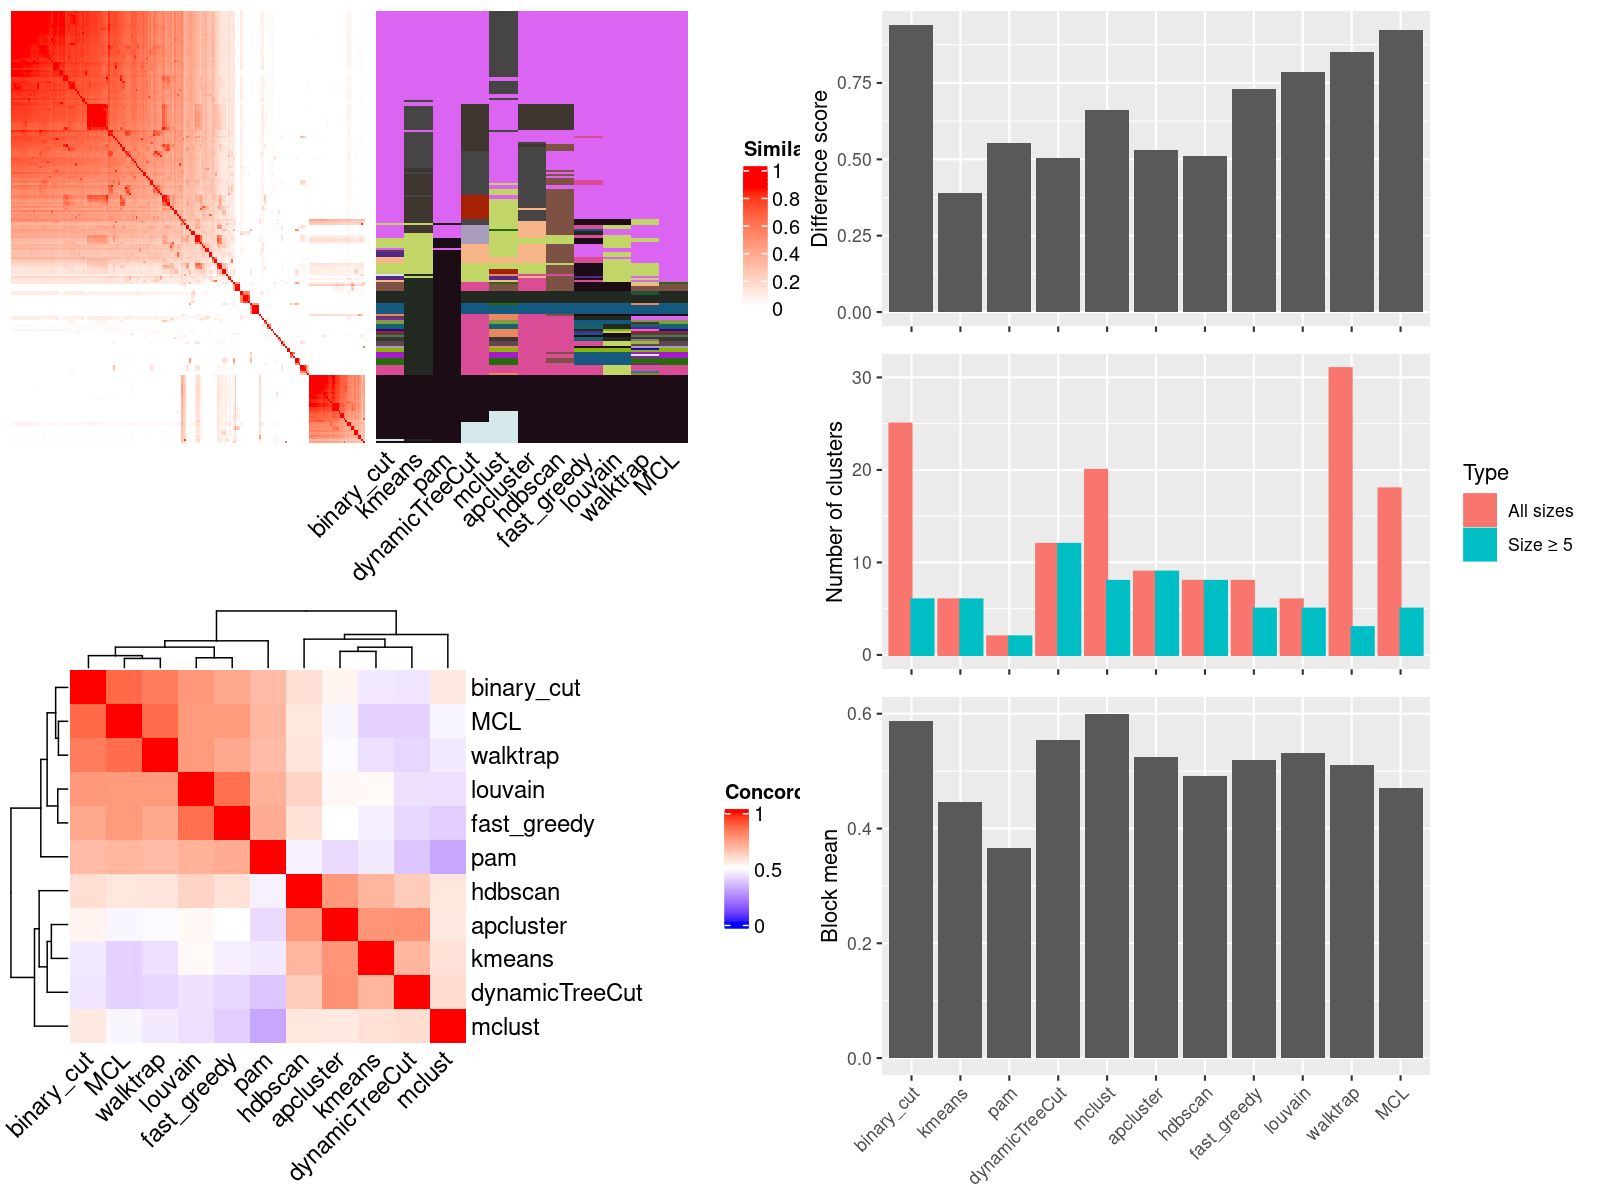 Simila
1
0.8
0.6
0.4
0.2
0
binary_cut
kmeans
pam
dynamicTreeCut
mclust
apcluster
hdbscan
fast_greedy
louvain
walktrap
MCL
Difference score
0.75
0.50
0.25
0.00
Number of clusters
30
20
10
0
Type
All sizes
Size ≥ 5
binary_cut
MCL
walktrap
louvain
fast_greedy
pam
hdbscan
apcluster
kmeans
dynamicTreeCut
mclust
binary_cut
MCL
walktrap
louvain
fast_greedy
pam
hdbscan
apcluster
kmeans
dynamicTreeCut
mclust
Concord
1
0.5
0
Block mean
0.6
0.4
0.2
0.0
binary_cut
kmeans
pam
dynamicTreeCut
mclust
apcluster
hdbscan
fast_greedy
louvain
walktrap
MCL